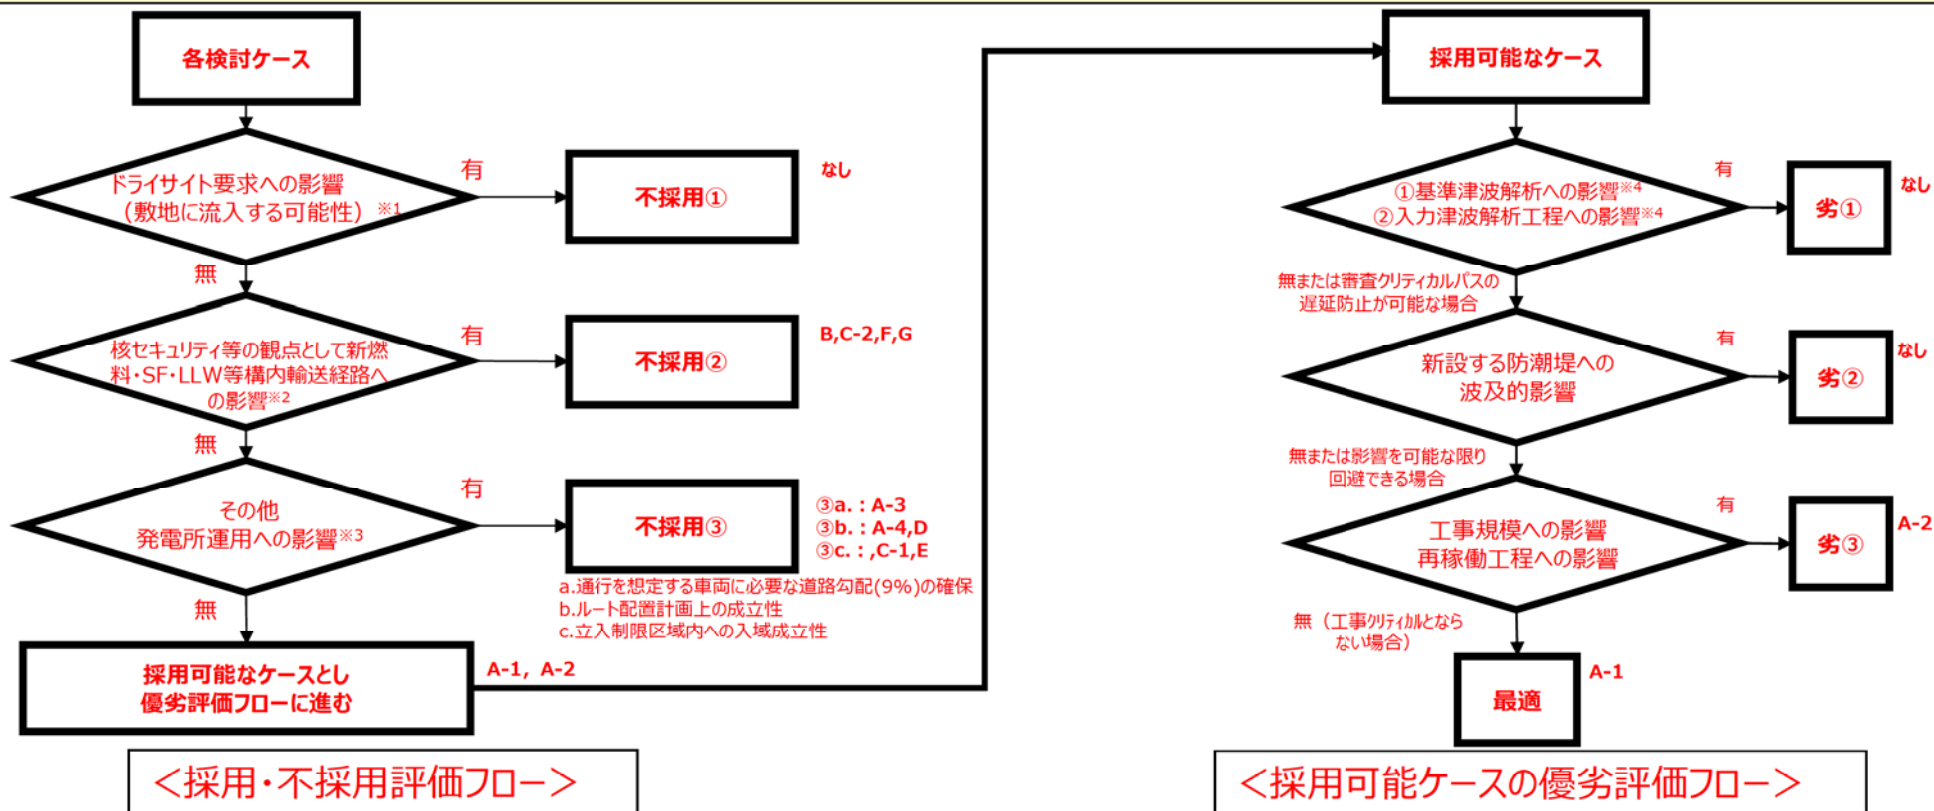 各検討ケース
ドライサイト要求への影響
（敷地に流入する可能性）※1
有
不採用①
なし
無
核セキュリティ等の観点として新燃
料・SF・LLW等構内輸送経路へ
の影響※2
有
不採用②
B,C-2,F,G
無
その他
発電所運用への影響※3
有
不採用③
③a.：A-3
③b.：A-4,D
③c.：,C-1,E
a.通行を想定する車両に必要な道路勾配(9%)の確保
b.ルート配置計画上の成立性
c.立入制限区域内への入域成立性
無
採用可能なケースとし
優劣評価フローに進む
A-1, A-2
＜採用・不採用評価フロー＞
採用可能なケース
①基準津波解析への影響※4
②入力津波解析工程への影響※4
有
劣①
なし
無または審査クリティカルパスの
遅延防止が可能な場合
新設する防潮堤への
波及的影響
有
劣②
なし
無または影響を可能な限り
回避できる場合
工事規模への影響
再稼働工程への影響
有
劣③
A-2
無（工事クリティカルとなら
ない場合）
最適
A-1
＜採用可能ケースの優劣評価フロー＞